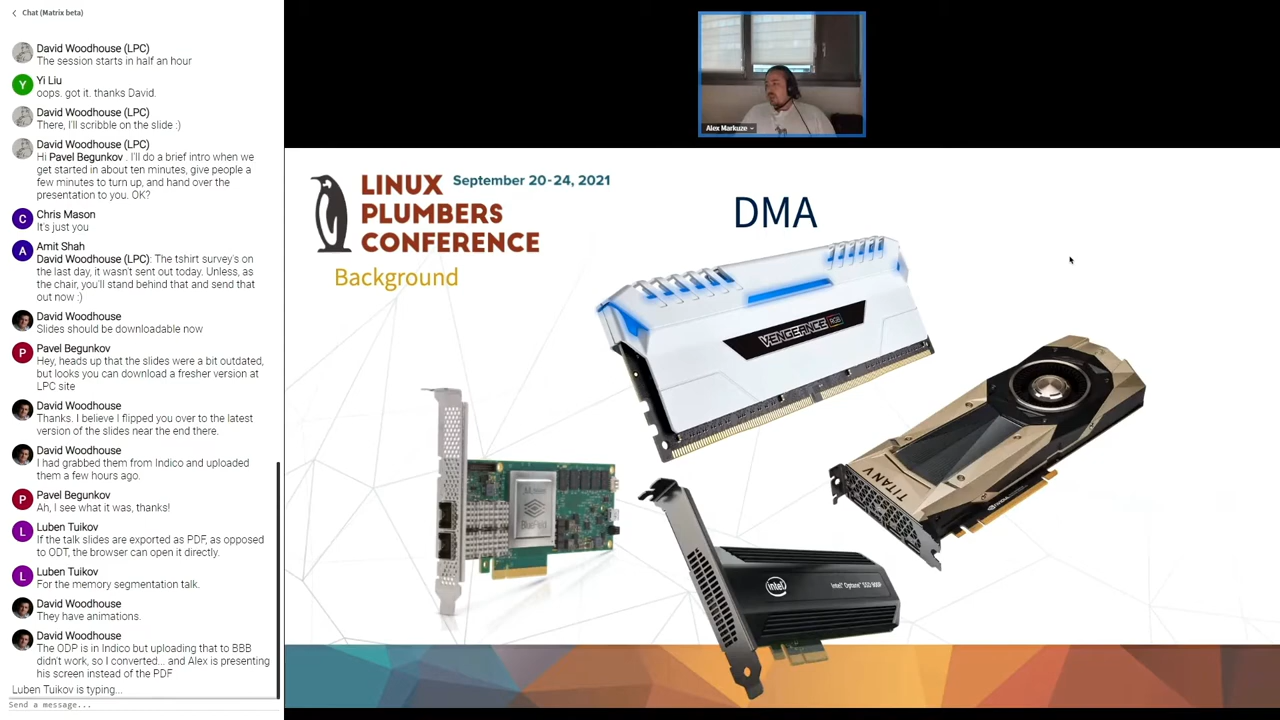 Chat (Matrix beta)
David Woodhouse (LPC)
The session starts in half an hour
Y
Yi Liu
oops. got it. thanks David.
David Woodhouse (LPC)
There, I'll scribble on the slide :)
David Woodhouse (LPC)
Hi Pavel Begunkov . I'll do a brief intro when we
get started in about ten minutes, give people a
few minutes to turn up, and hand over the
presentation to you. OK?
C
Chris Mason
It's just you
A
Amit Shah
David Woodhouse (LPC): The tshirt survey's on
the last day, it wasn't sent out today. Unless, as
the chair, you'll stand behind that and send that
out now :)
David Woodhouse
Slides should be downloadable now
P
Pavel Begunkov
Hey, heads up that the slides were a bit outdated,
but looks you can download a fresher version at
LPC site
David Woodhouse
Thanks. I believe I flipped you over to the latest
version of the slides near the end there.
David Woodhouse
I had grabbed them from Indico and uploaded
them a few hours ago.
P
Pavel Begunkov
Ah, I see what it was, thanks!
L
Luben Tuikov
If the talk slides are exported as PDF, as opposed
to ODT, the browser can open it directly.
L
Luben Tuikov
For the memory segmentation talk.
David Woodhouse
They have animations.
David Woodhouse
The ODP is in Indico but uploading that to BBB
didn't work, so I converted... and Alex is presenting
his screen instead of the PDF
Luben Tuikov is typing...
Send a message...
Alex Markuze
LINUX
PLUMBERS
CONFERENCE
September 20-24, 2021
DMA
Background
VENGEANCE RGB
TITAN V
BlueField
intel
Intel® Optane™ SSD 900P